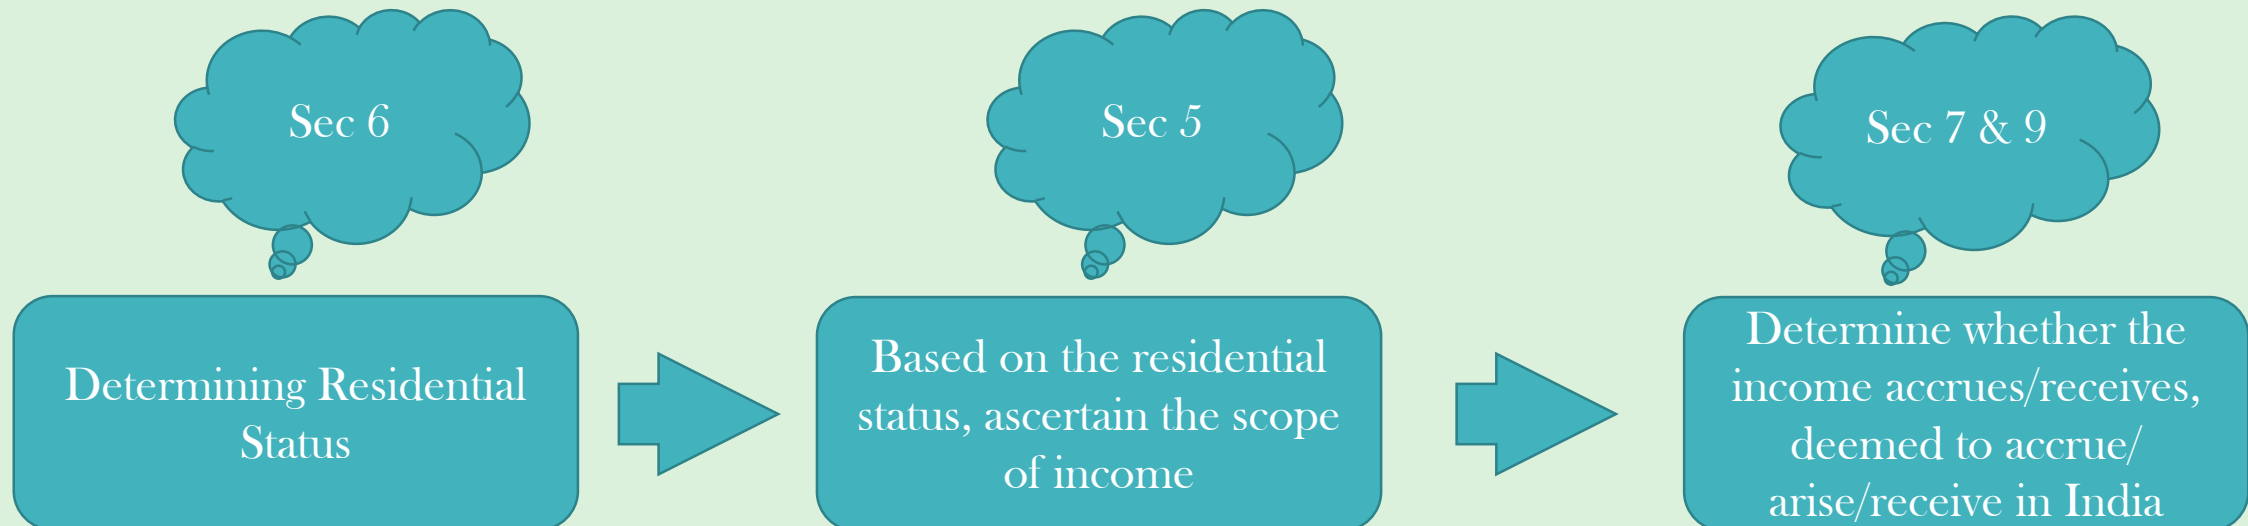 Sec 6
Sec 5
Sec 7 & 9
Determining Residential
Status
Based on the residential
status, ascertain the scope
of income
Determine whether the
income accrues/receives,
deemed to accrue/
arise/receive in India